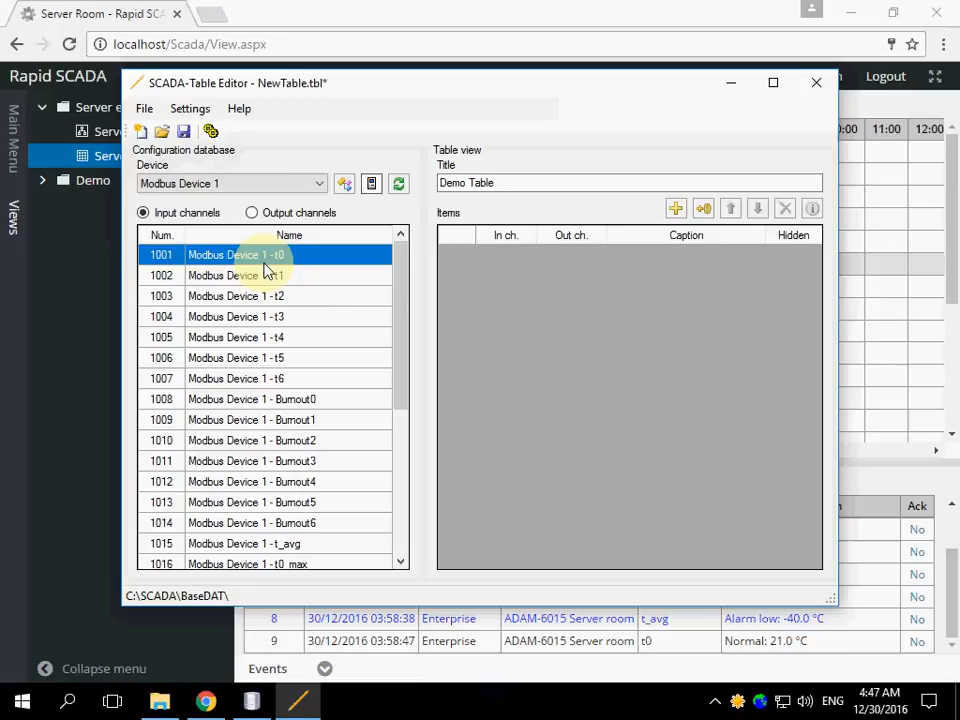 Server Room - Rapid SCA
localhost/Scada/View.aspx
Rapid SCADA
Logout
Main Menu
Views
Server e
Serv
Serv
Demo
Collapse menu
SCADA-Table Editor - NewTable.tbl*
File Settings Help
Configuration database
Device
Modbus Device 1
Input channels Output channels
Num. Name
1001 Modbus Device 1 - t0
1002 Modbus Device 1 - t1
1003 Modbus Device 1 - t2
1004 Modbus Device 1 - t3
1005 Modbus Device 1 - t4
1006 Modbus Device 1 - t5
1007 Modbus Device 1 - t6
1008 Modbus Device 1 - Burnout0
1009 Modbus Device 1 - Burnout1
1010 Modbus Device 1 - Burnout2
1011 Modbus Device 1 - Burnout3
1012 Modbus Device 1 - Burnout4
1013 Modbus Device 1 - Burnout5
1014 Modbus Device 1 - Burnout6
1015 Modbus Device 1 - t_avg
1016 Modbus Device 1 - t0_max
Table view
Title
Demo Table
Items
In ch. Out ch. Caption Hidden
C:\SCADA\BaseDAT\
:00 11:00 12:00
Ack
No
No
No
No
8 30/12/2016 03:58:38 Enterprise ADAM-6015 Server room t_avg Alarm low: -40.0 °C No
9 30/12/2016 03:58:47 Enterprise ADAM-6015 Server room t0 Normal: 21.0 °C No
Events
ENG
4:47 AM
12/30/2016